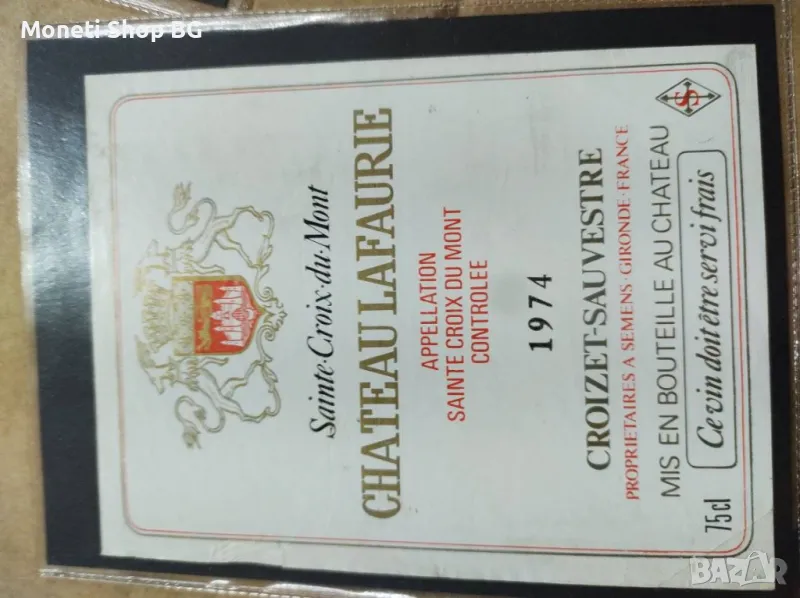 Moneti Shop BG
Sainte-Croix-du-Mont
CHATEAU LAFAURIE
APPELLATION
SAINTE CROIX DU MONT
CONTROLEE
1974
CROIZET-SAUVESTRE
PROPRIETAIRES A SEMENS - GIRONDE - FRANCE
MIS EN BOUTEILLE AU CHATEAU
S
75cl
Ce vin doit être servi frais
BAZAR